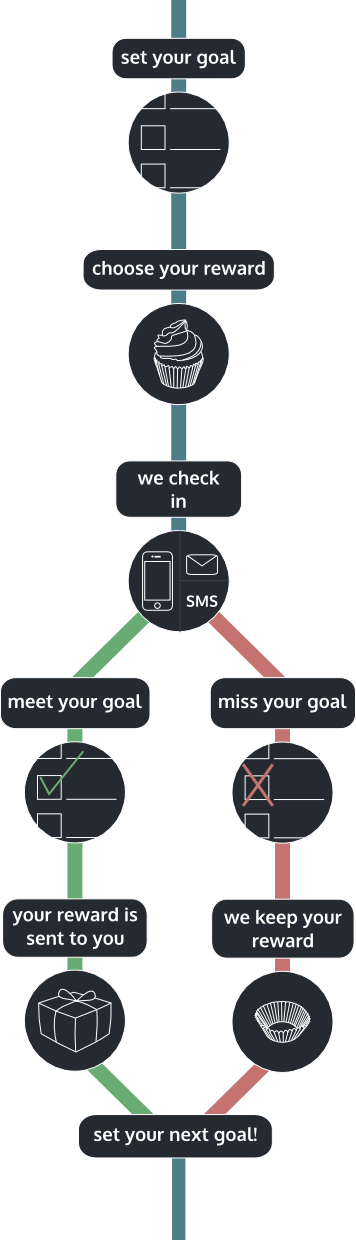 set your goal
choose your reward
we check
in
SMS
meet your goal
miss your goal
your reward is
sent to you
we keep your
reward
set your next goal!